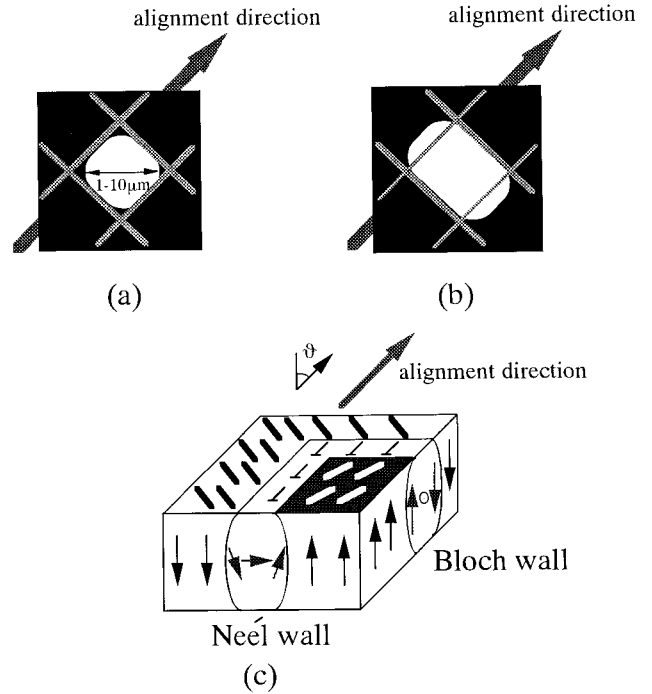 alignment direction
alignment direction
1-10μm
(a)
(b)
ϑ
alignment direction
Bloch wall
Neél wall
(c)